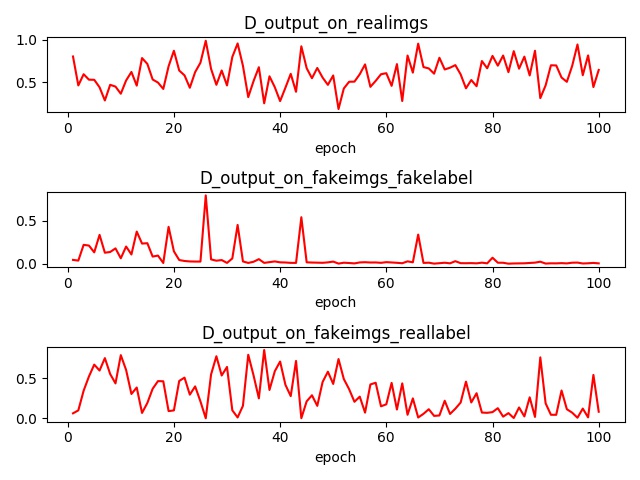 D_output_on_realimgs
1.0
0.5
0 20 40 60 80 100
epoch
D_output_on_fakeimgs_fakelabel
0.5
0.0
0 20 40 60 80 100
epoch
D_output_on_fakeimgs_reallabel
0.5
0.0
0 20 40 60 80 100
epoch